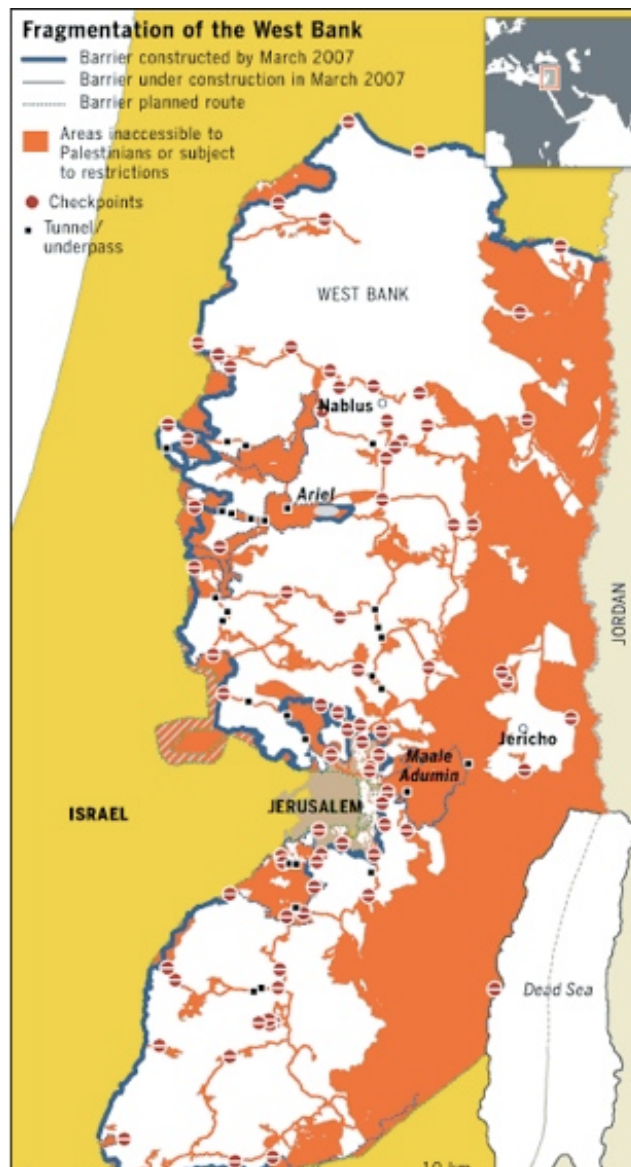 Fragmentation of the West Bank
Barrier constructed by March 2007
Barrier under construction in March 2007
Barrier planned route
Areas inaccessible to
Palestinians or subject
to restrictions
Checkpoints
Tunnel/
underpass
WEST BANK
Nablus
Ariel
JORDAN
Jericho
Maale
Adumin
JERUSALEM
ISRAEL
Dead Sea
10 km